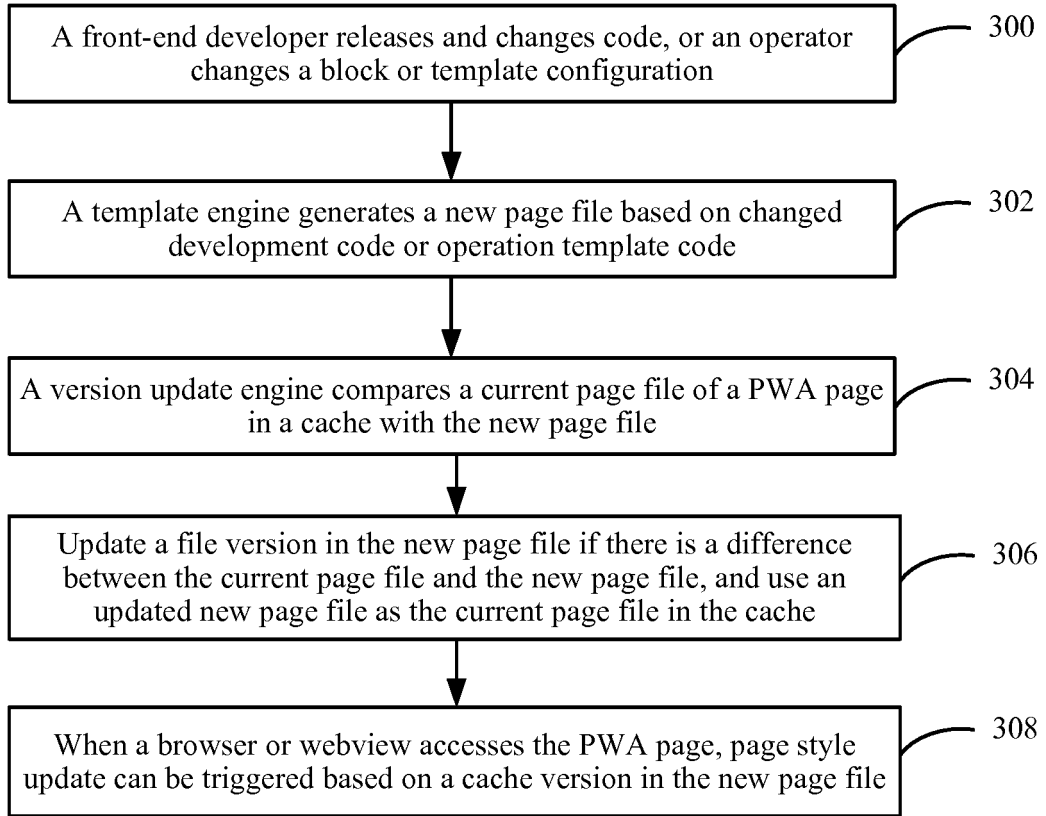 A front-end developer releases and changes code, or an operator
changes a block or template configuration
300
A template engine generates a new page file based on changed
development code or operation template code
302
A version update engine compares a current page file of a PWA page
in a cache with the new page file
304
Update a file version in the new page file if there is a difference
between the current page file and the new page file, and use an
updated new page file as the current page file in the cache
306
When a browser or webview accesses the PWA page, page style
update can be triggered based on a cache version in the new page file
308